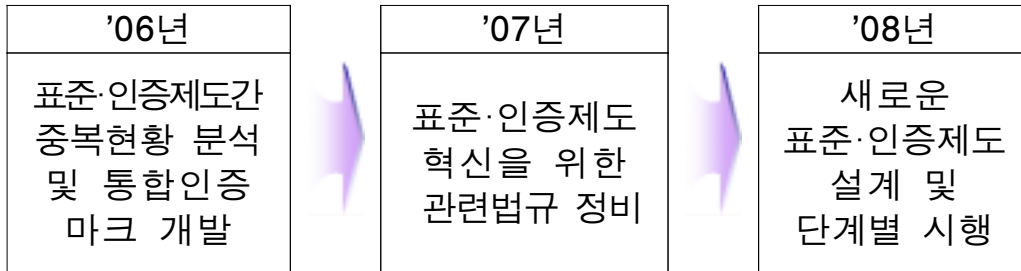 '06년
표준·인증제도간
중복현황 분석
및 통합인증
마크 개발
'07년
표준·인증제도
혁신을 위한
관련법규 정비
'08년
새로운
표준·인증제도
설계 및
단계별 시행